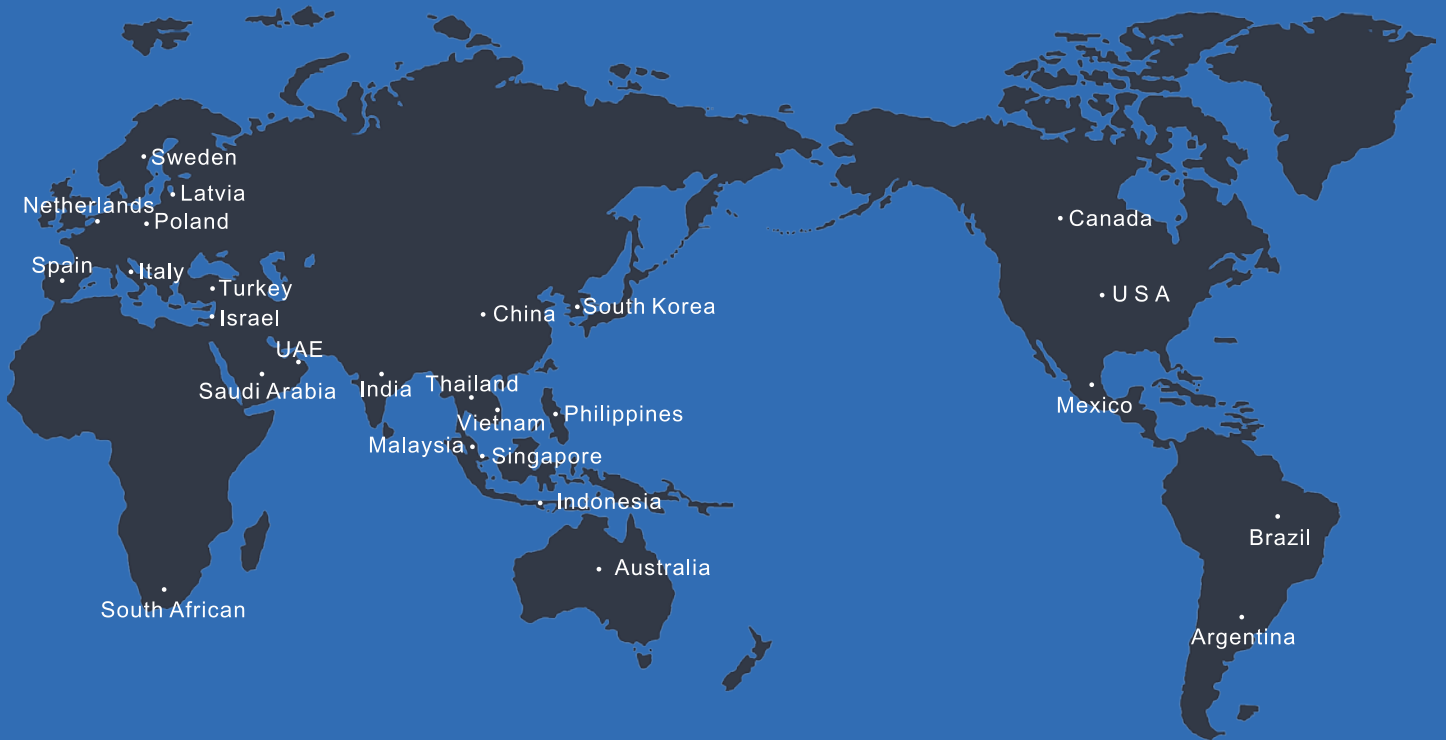 Sweden
Latvia
Netherlands
Poland
Canada
Spain
Italy
Turkey
U S A
South Korea
China
Israel
UAE
Saudi Arabia
India
Thailand
Mexico
Philippines
Vietnam
Malaysia
Singapore
Indonesia
Brazil
Australia
South African
Argentina